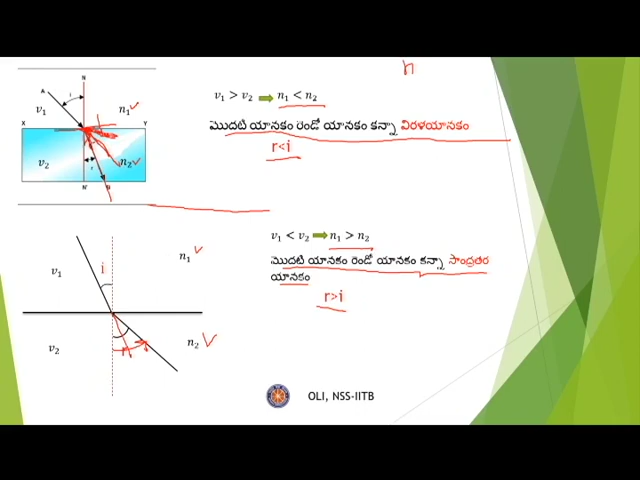 n
v₁ > v₂ ⇒ n₁ < n₂
మొదటి యానకం రెండో యానకం కన్నా విరళయానకం
r<i
N
A
i
v₁
n₁
X
Y
v₂
r
n₂
N'
v₁ < v₂ ⇒ n₁ > n₂
మొదటి యానకం రెండో యానకం కన్నా సాంద్రతర
యానకం
r>i
n₁
v₁
i
v₂
r
n₂
OLI, NSS-IITB